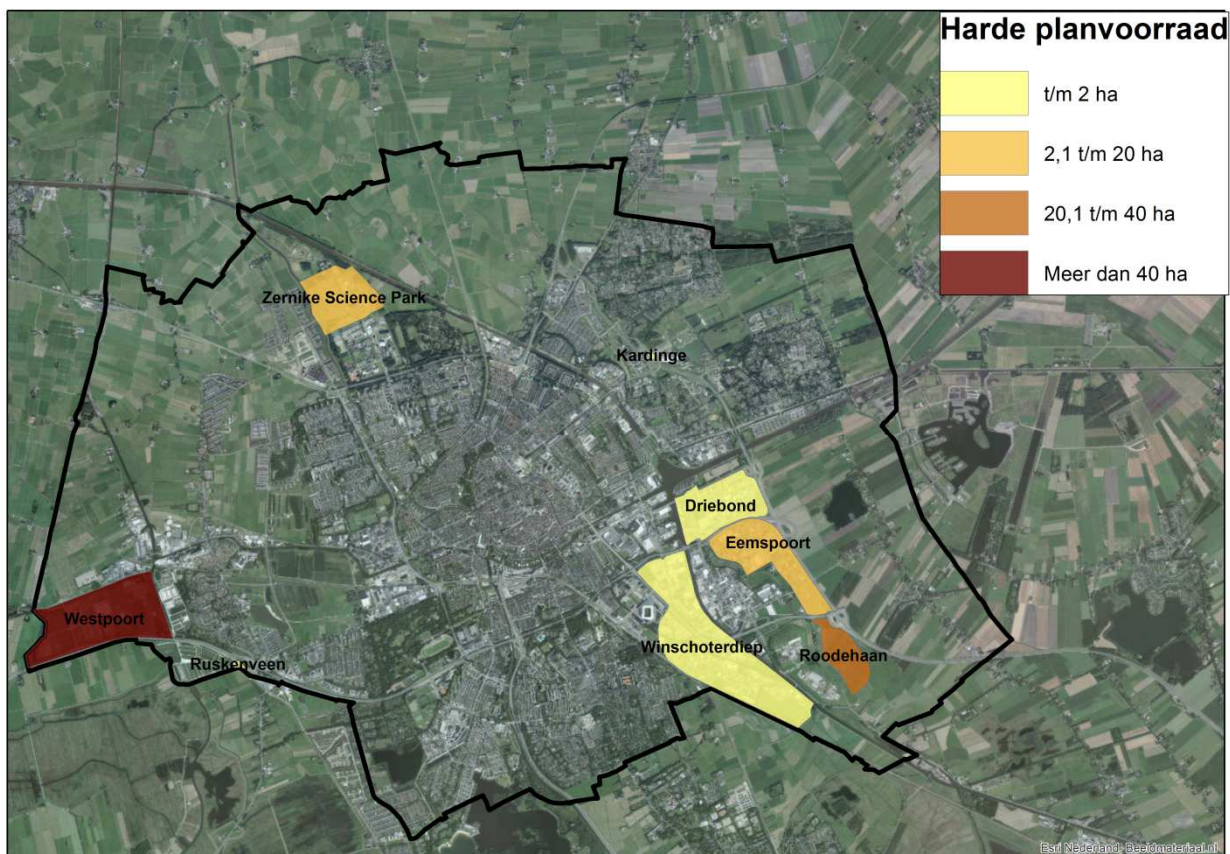 Harde planvoorraad
t/m 2 ha
2,1 t/m 20 ha
20,1 t/m 40 ha
Meer dan 40 ha
Zernike Science Park
Kardinge
Driebond
Eemspoort
Westpoort
Winschoterdiep
Roodehaan
Ruskenveen
Esri Nederland, Beeldmateriaal.nl